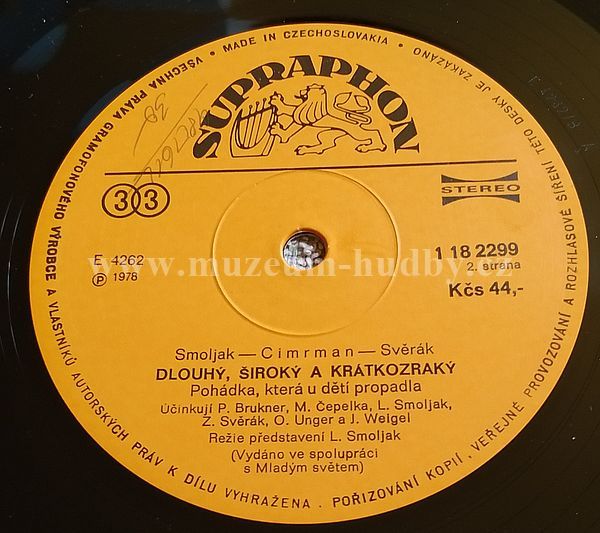 VŠECHNA PRÁVA GRAMOFONOVÉHO VÝROBCE A VLASTNÍKŮ AUTORSKÝCH PRÁV K DÍLU VYHRAŽENA. POŘIZOVÁNÍ KOPIÍ, VEŘEJNÉ PROVOZOVÁNÍ A ROZHLASOVÉ ŠÍŘENÍ TÉTO DESKY JE ZAKÁZÁNO • MADE IN CZECHOSLOVAKIA •
SUPRAPHON
33
STEREO
E 4262
Ⓟ 1978
1 18 2299
2. strana
Kčs 44,-
www.muzeum-hudby.cz
Smoljak — Cimrman — Svěrák
DLOUHÝ, ŠIROKÝ A KRÁTKOZRAKÝ
Pohádka, která u dětí propadla
Účinkují P. Brukner, M. Čepelka, L. Smoljak,
Z. Svěrák, O. Unger a J. Weigel
Režie představení L. Smoljak
(Vydáno ve spolupráci
s Mladým světem)